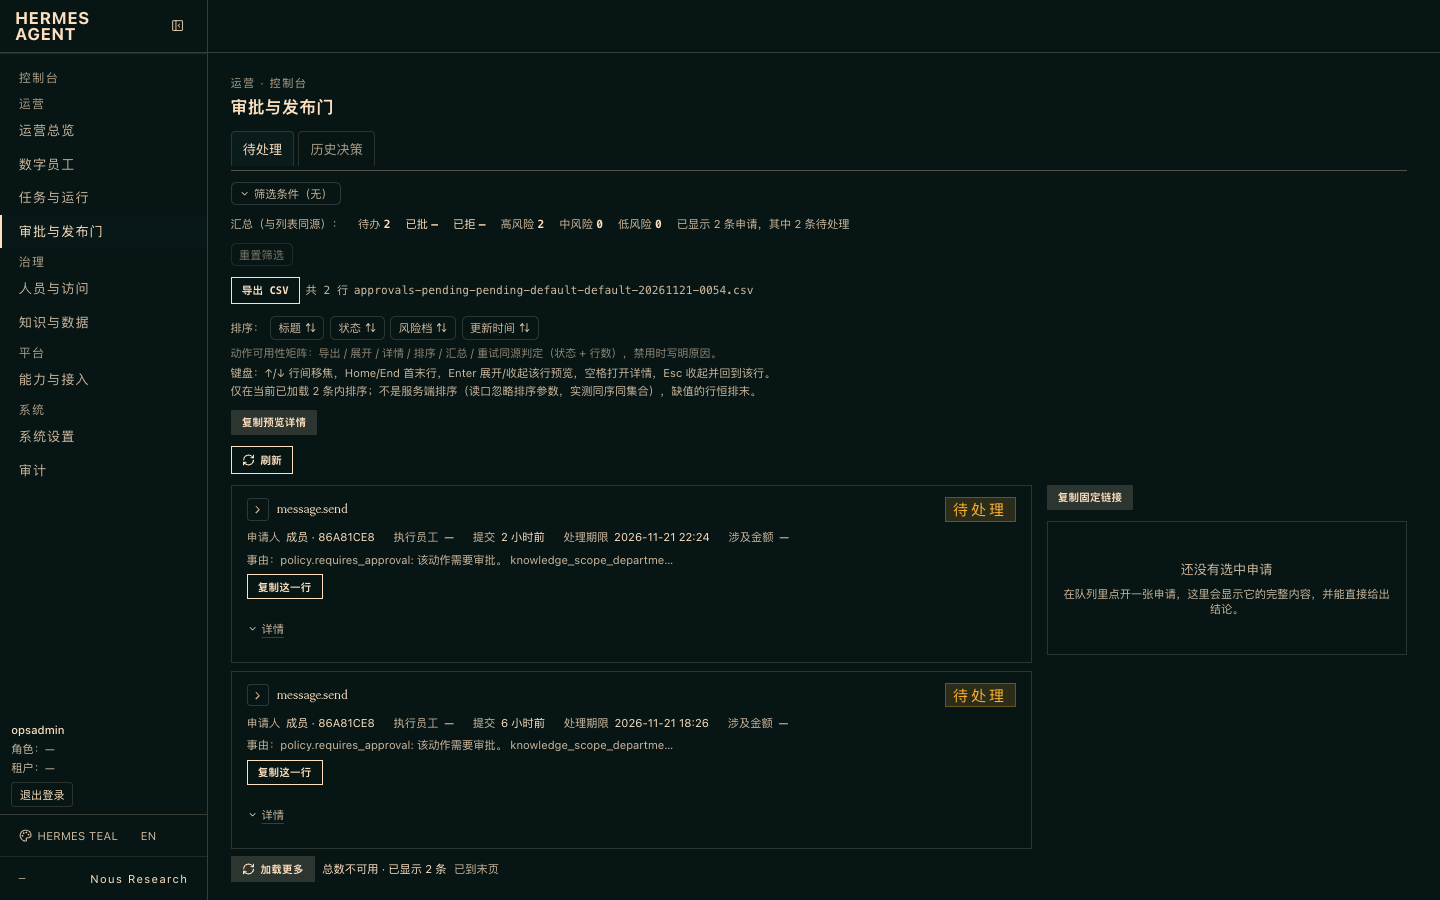 HERMES
AGENT
控制台
运营
运营总览
数字员工
任务与运行
审批与发布门
治理
人员与访问
知识与数据
平台
能力与接入
系统
系统设置
审计
opsadmin
角色：—
租户：—
退出登录
HERMES TEAL EN
— Nous Research
运营 · 控制台
审批与发布门
待处理 历史决策
筛选条件（无）
汇总（与列表同源）： 待办 2 已批 — 已拒 — 高风险 2 中风险 0 低风险 0 已显示 2 条申请，其中 2 条待处理
重置筛选
导出 CSV 共 2 行 approvals-pending-pending-default-default-20261121-0054.csv
排序： 标题 ⇅ 状态 ⇅ 风险档 ⇅ 更新时间 ⇅
动作可用性矩阵：导出 / 展开 / 详情 / 排序 / 汇总 / 重试同源判定（状态 + 行数），禁用时写明原因。
键盘：↑/↓ 行间移焦，Home/End 首末行，Enter 展开/收起该行预览，空格打开详情，Esc 收起并回到该行。
仅在当前已加载 2 条内排序；不是服务端排序（读口忽略排序参数，实测同序同集合），缺值的行恒排末。
复制预览详情
刷新
message.send 待处理
申请人 成员 · 86A81CE8 执行员工 — 提交 2 小时前 处理期限 2026-11-21 22:24 涉及金额 —
事由：policy.requires_approval: 该动作需要审批。 knowledge_scope_departme...
复制这一行
详情
message.send 待处理
申请人 成员 · 86A81CE8 执行员工 — 提交 6 小时前 处理期限 2026-11-21 18:26 涉及金额 —
事由：policy.requires_approval: 该动作需要审批。 knowledge_scope_departme...
复制这一行
详情
加载更多 总数不可用 · 已显示 2 条 已到末页
复制固定链接
还没有选中申请
在队列里点开一张申请，这里会显示它的完整内容，并能直接给出
结论。